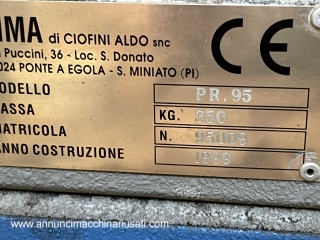 IMA di CIOFINI ALDO snc
Puccini, 36 - Loc. S. Donato
024 PONTE A EGOLA - S. MINIATO (PI)
ODELLO PR.95
ASSA KG.
ATRICOLA N.
NNO COSTRUZIONE
CE
www.annuncimacchinariusati.com